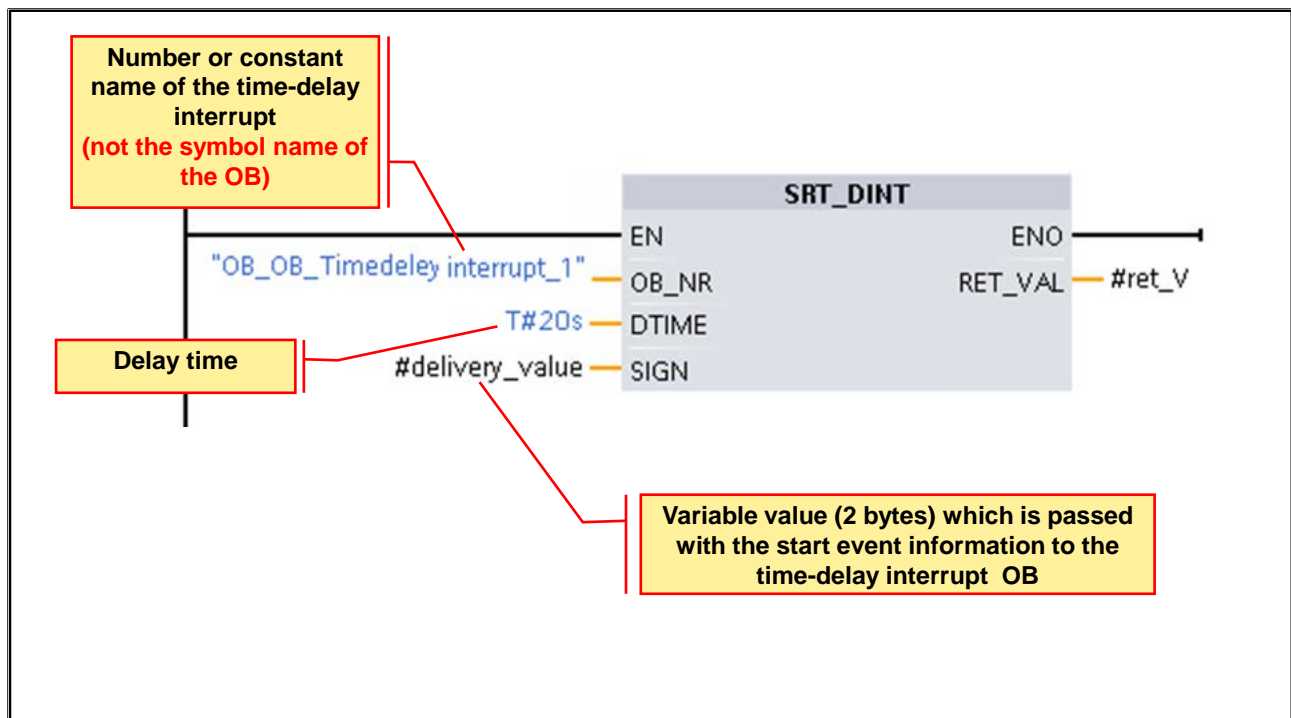 Number or constant
name of the time-delay
interrupt
(not the symbol name of
the OB)
SRT_DINT
EN
ENO
"OB_OB_Timedeley interrupt_1"
OB_NR
RET_VAL
#ret_V
T#20s
DTIME
Delay time
#delivery_value
SIGN
Variable value (2 bytes) which is passed
with the start event information to the
time-delay interrupt OB